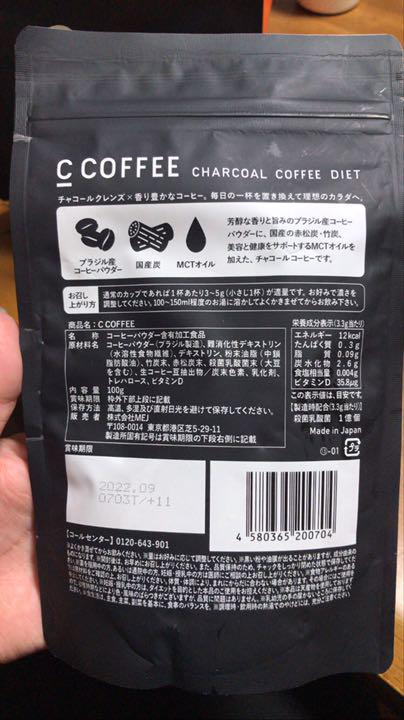 C COFFEE CHARCOAL COFFEE DIET
チャコールクレンズ×香り豊かなコーヒー。毎日の一杯を置き換えて理想のカラダへ。
ブラジル産
コーヒーパウダー
国産炭
MCTオイル
芳醇な香りと旨みのブラジル産コーヒー
パウダーに、国産の赤松炭・竹炭、
美容と健康をサポートするMCTオイル
を加えた、チャコールコーヒーです。
お召し
上がり方
通常のカップであれば1杯あたり3~5g(小さじ1杯)が適量です。お好みで濃さを
調整してください。100~150ml程度のお湯に溶かしてよくかきまぜてからお飲み下さい。
商品名:C COFFEE
名称 コーヒーパウダー含有加工食品
原材料名 コーヒーパウダー(ブラジル製造)、難消化性デキストリン
(水溶性食物繊維)、デキストリン、粉末油脂(中鎖
脂肪酸油)、竹炭末、赤松炭末、殺菌乳酸菌末(大豆
を含む)、生コーヒー豆抽出物/炭末色素、乳化剤、
トレハロース、ビタミンD
内容量 100g
賞味期限 枠外下部上段に記載
保存方法 高温、多湿及び直射日光を避けて保存してください。
販売者 株式会社MEJ
〒108-0014 東京都港区芝5-29-11
製造所固有記号は賞味期限の下段右側に記載
栄養成分表示(3.3g当たり)
エネルギー 12kcal
たんぱく質 0.3g
脂質 0.09g
炭水化物 2.6g
食塩相当量 0.004g
ビタミンD 35.8μg
この表示値は、目安です。
【製造時配合(3.3g当たり)】
殺菌乳酸菌 1億個
Made in Japan
プラ
賞味期限
2022.09
0703T/+11
4 580365 200704
【コールセンター】0120-643-901